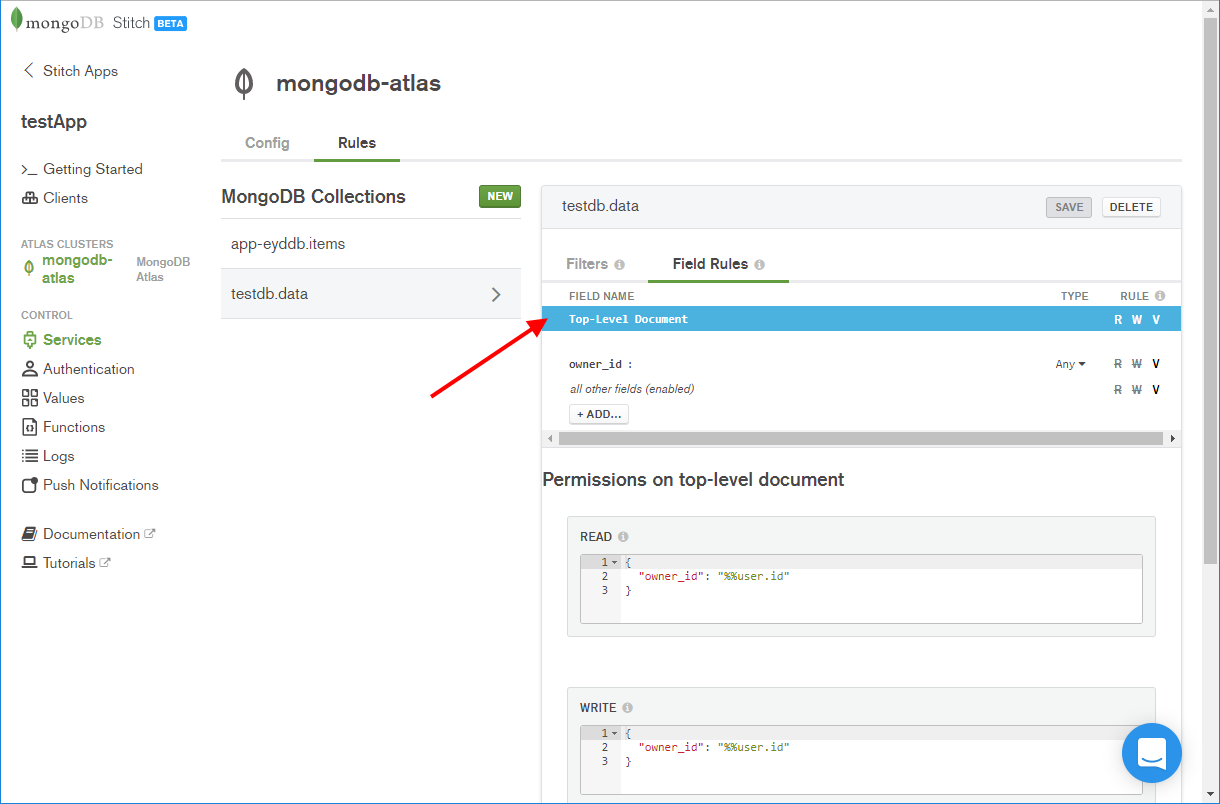 mongoDB Stitch BETA
Stitch Apps
testApp
>_ Getting Started
Clients
ATLAS CLUSTERS
mongodb-
atlas
MongoDB
Atlas
CONTROL
Services
Authentication
Values
Functions
Logs
Push Notifications
Documentation
Tutorials
mongodb-atlas
Config Rules
MongoDB Collections NEW
app-eyddb.items
testdb.data
testdb.data SAVE DELETE
Filters Field Rules
FIELD NAME TYPE RULE
Top-Level Document R W V
owner_id : Any R W V
all other fields (enabled) R W V
+ ADD...
Permissions on top-level document
READ
1 {
2 "owner_id": "%%user.id"
3 }
WRITE
1 {
2 "owner_id": "%%user.id"
3 }